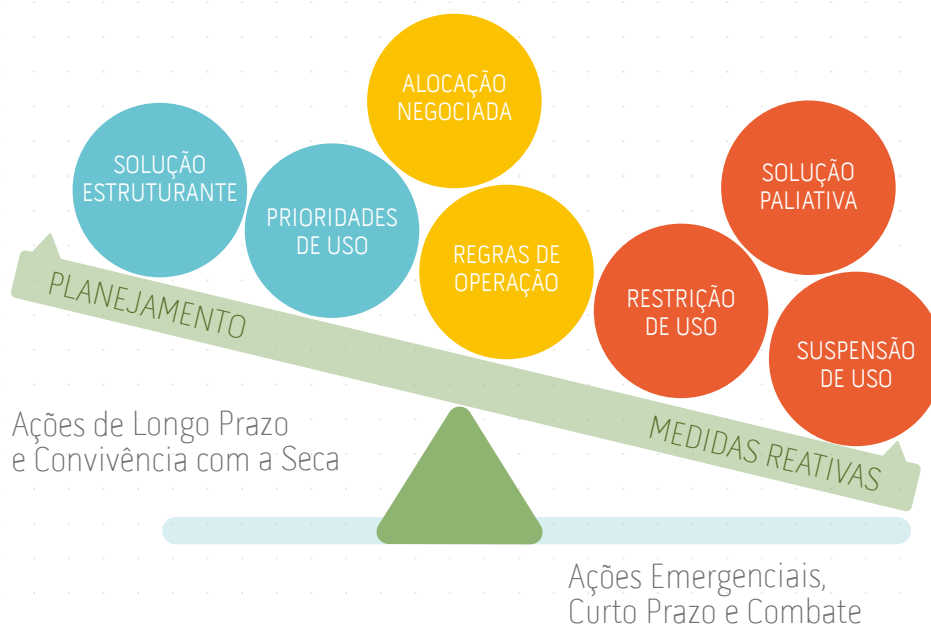 ALOCAÇÃO
NEGOCIADA
SOLUÇÃO
ESTRUTURANTE
PRIORIDADES
DE USO
REGRAS DE
OPERAÇÃO
SOLUÇÃO
PALIATIVA
RESTRIÇÃO
DE USO
SUSPENSÃO
DE USO
PLANEJAMENTO
MEDIDAS REATIVAS
Ações de Longo Prazo
e Convivência com a Seca
Ações Emergenciais,
Curto Prazo e Combate